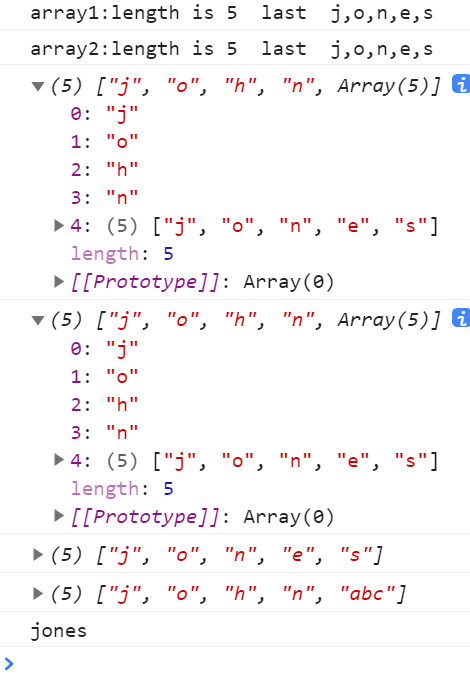 array1:length is 5  last  j,o,n,e,s
array2:length is 5  last  j,o,n,e,s
(5) ["j", "o", "h", "n", Array(5)] i
0: "j"
1: "o"
2: "h"
3: "n"
4: (5) ["j", "o", "n", "e", "s"]
length: 5
[[Prototype]]: Array(0)
(5) ["j", "o", "h", "n", Array(5)] i
0: "j"
1: "o"
2: "h"
3: "n"
4: (5) ["j", "o", "n", "e", "s"]
length: 5
[[Prototype]]: Array(0)
(5) ["j", "o", "n", "e", "s"]
(5) ["j", "o", "h", "n", "abc"]
jones